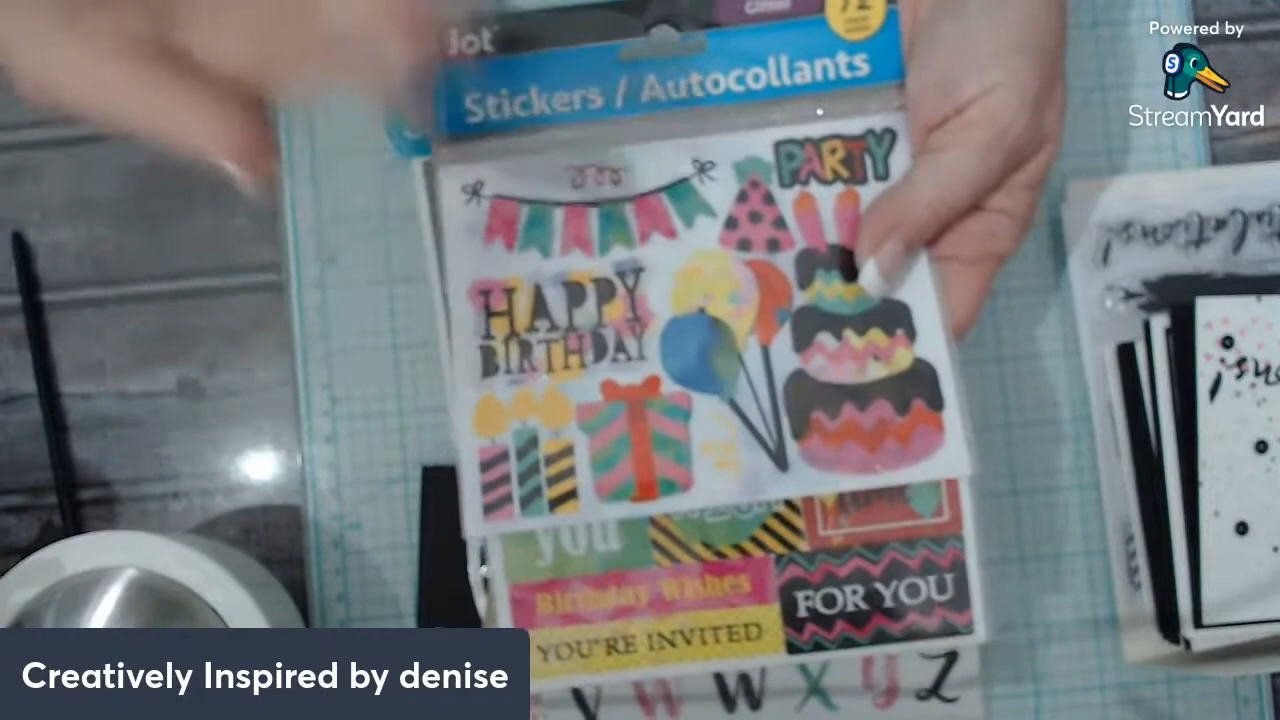 Powered by
StreamYard
Jot
72
Stickers / Autocollants
PARTY
HAPPY
BIRTHDAY
you
Birthday Wishes
FOR YOU
YOU'RE INVITED
V W W X Y Z
Creatively Inspired by denise